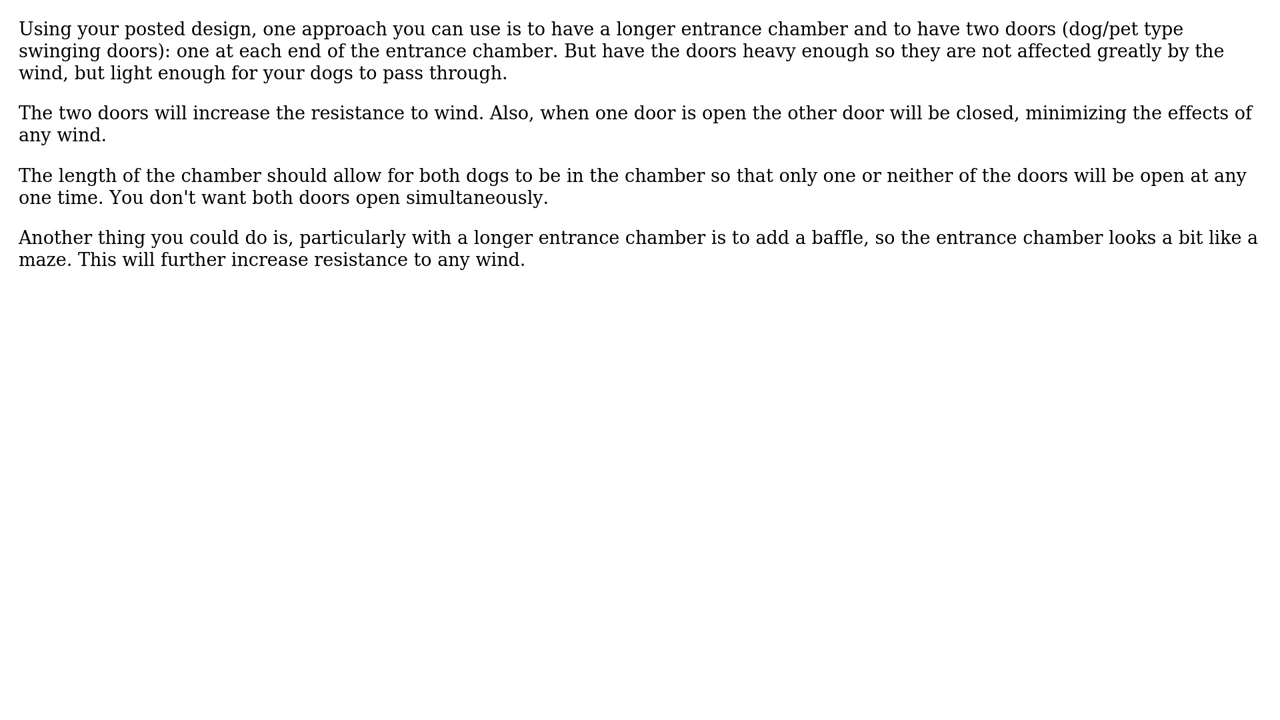 Using your posted design, one approach you can use is to have a longer entrance chamber and to have two doors (dog/pet type
swinging doors): one at each end of the entrance chamber. But have the doors heavy enough so they are not affected greatly by the
wind, but light enough for your dogs to pass through.
The two doors will increase the resistance to wind. Also, when one door is open the other door will be closed, minimizing the effects of
any wind.
The length of the chamber should allow for both dogs to be in the chamber so that only one or neither of the doors will be open at any
one time. You don't want both doors open simultaneously.
Another thing you could do is, particularly with a longer entrance chamber is to add a baffle, so the entrance chamber looks a bit like a
maze. This will further increase resistance to any wind.